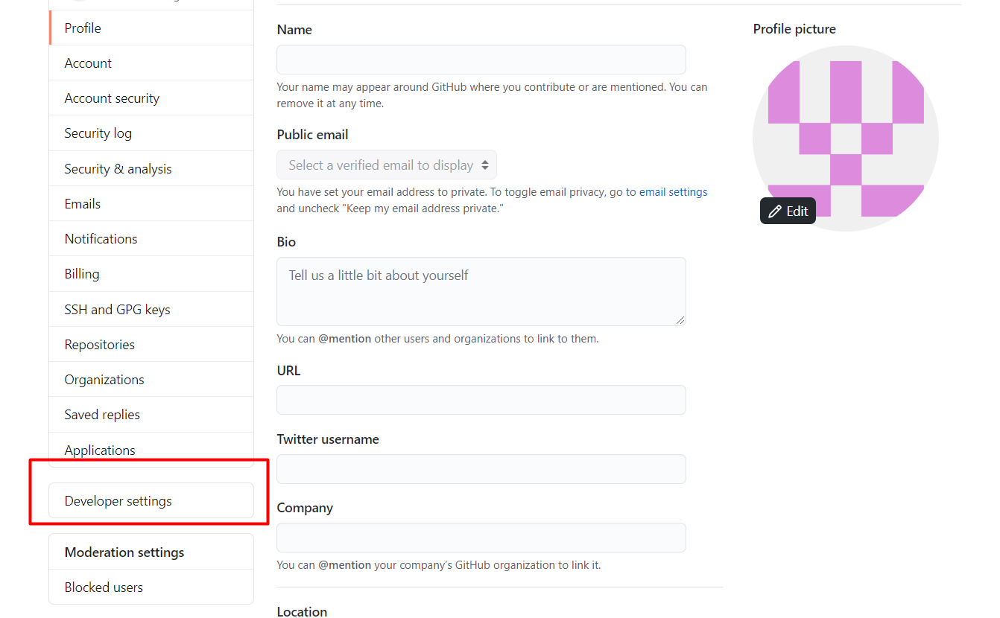 Profile
Account
Account security
Security log
Security & analysis
Emails
Notifications
Billing
SSH and GPG keys
Repositories
Organizations
Saved replies
Applications
Developer settings
Moderation settings
Blocked users
Name
Your name may appear around GitHub where you contribute or are mentioned. You can
remove it at any time.
Public email
Select a verified email to display
You have set your email address to private. To toggle email privacy, go to email settings
and uncheck "Keep my email address private."
Bio
Tell us a little bit about yourself
You can @mention other users and organizations to link to them.
URL
Twitter username
Company
You can @mention your company’s GitHub organization to link it.
Location
Profile picture
Edit